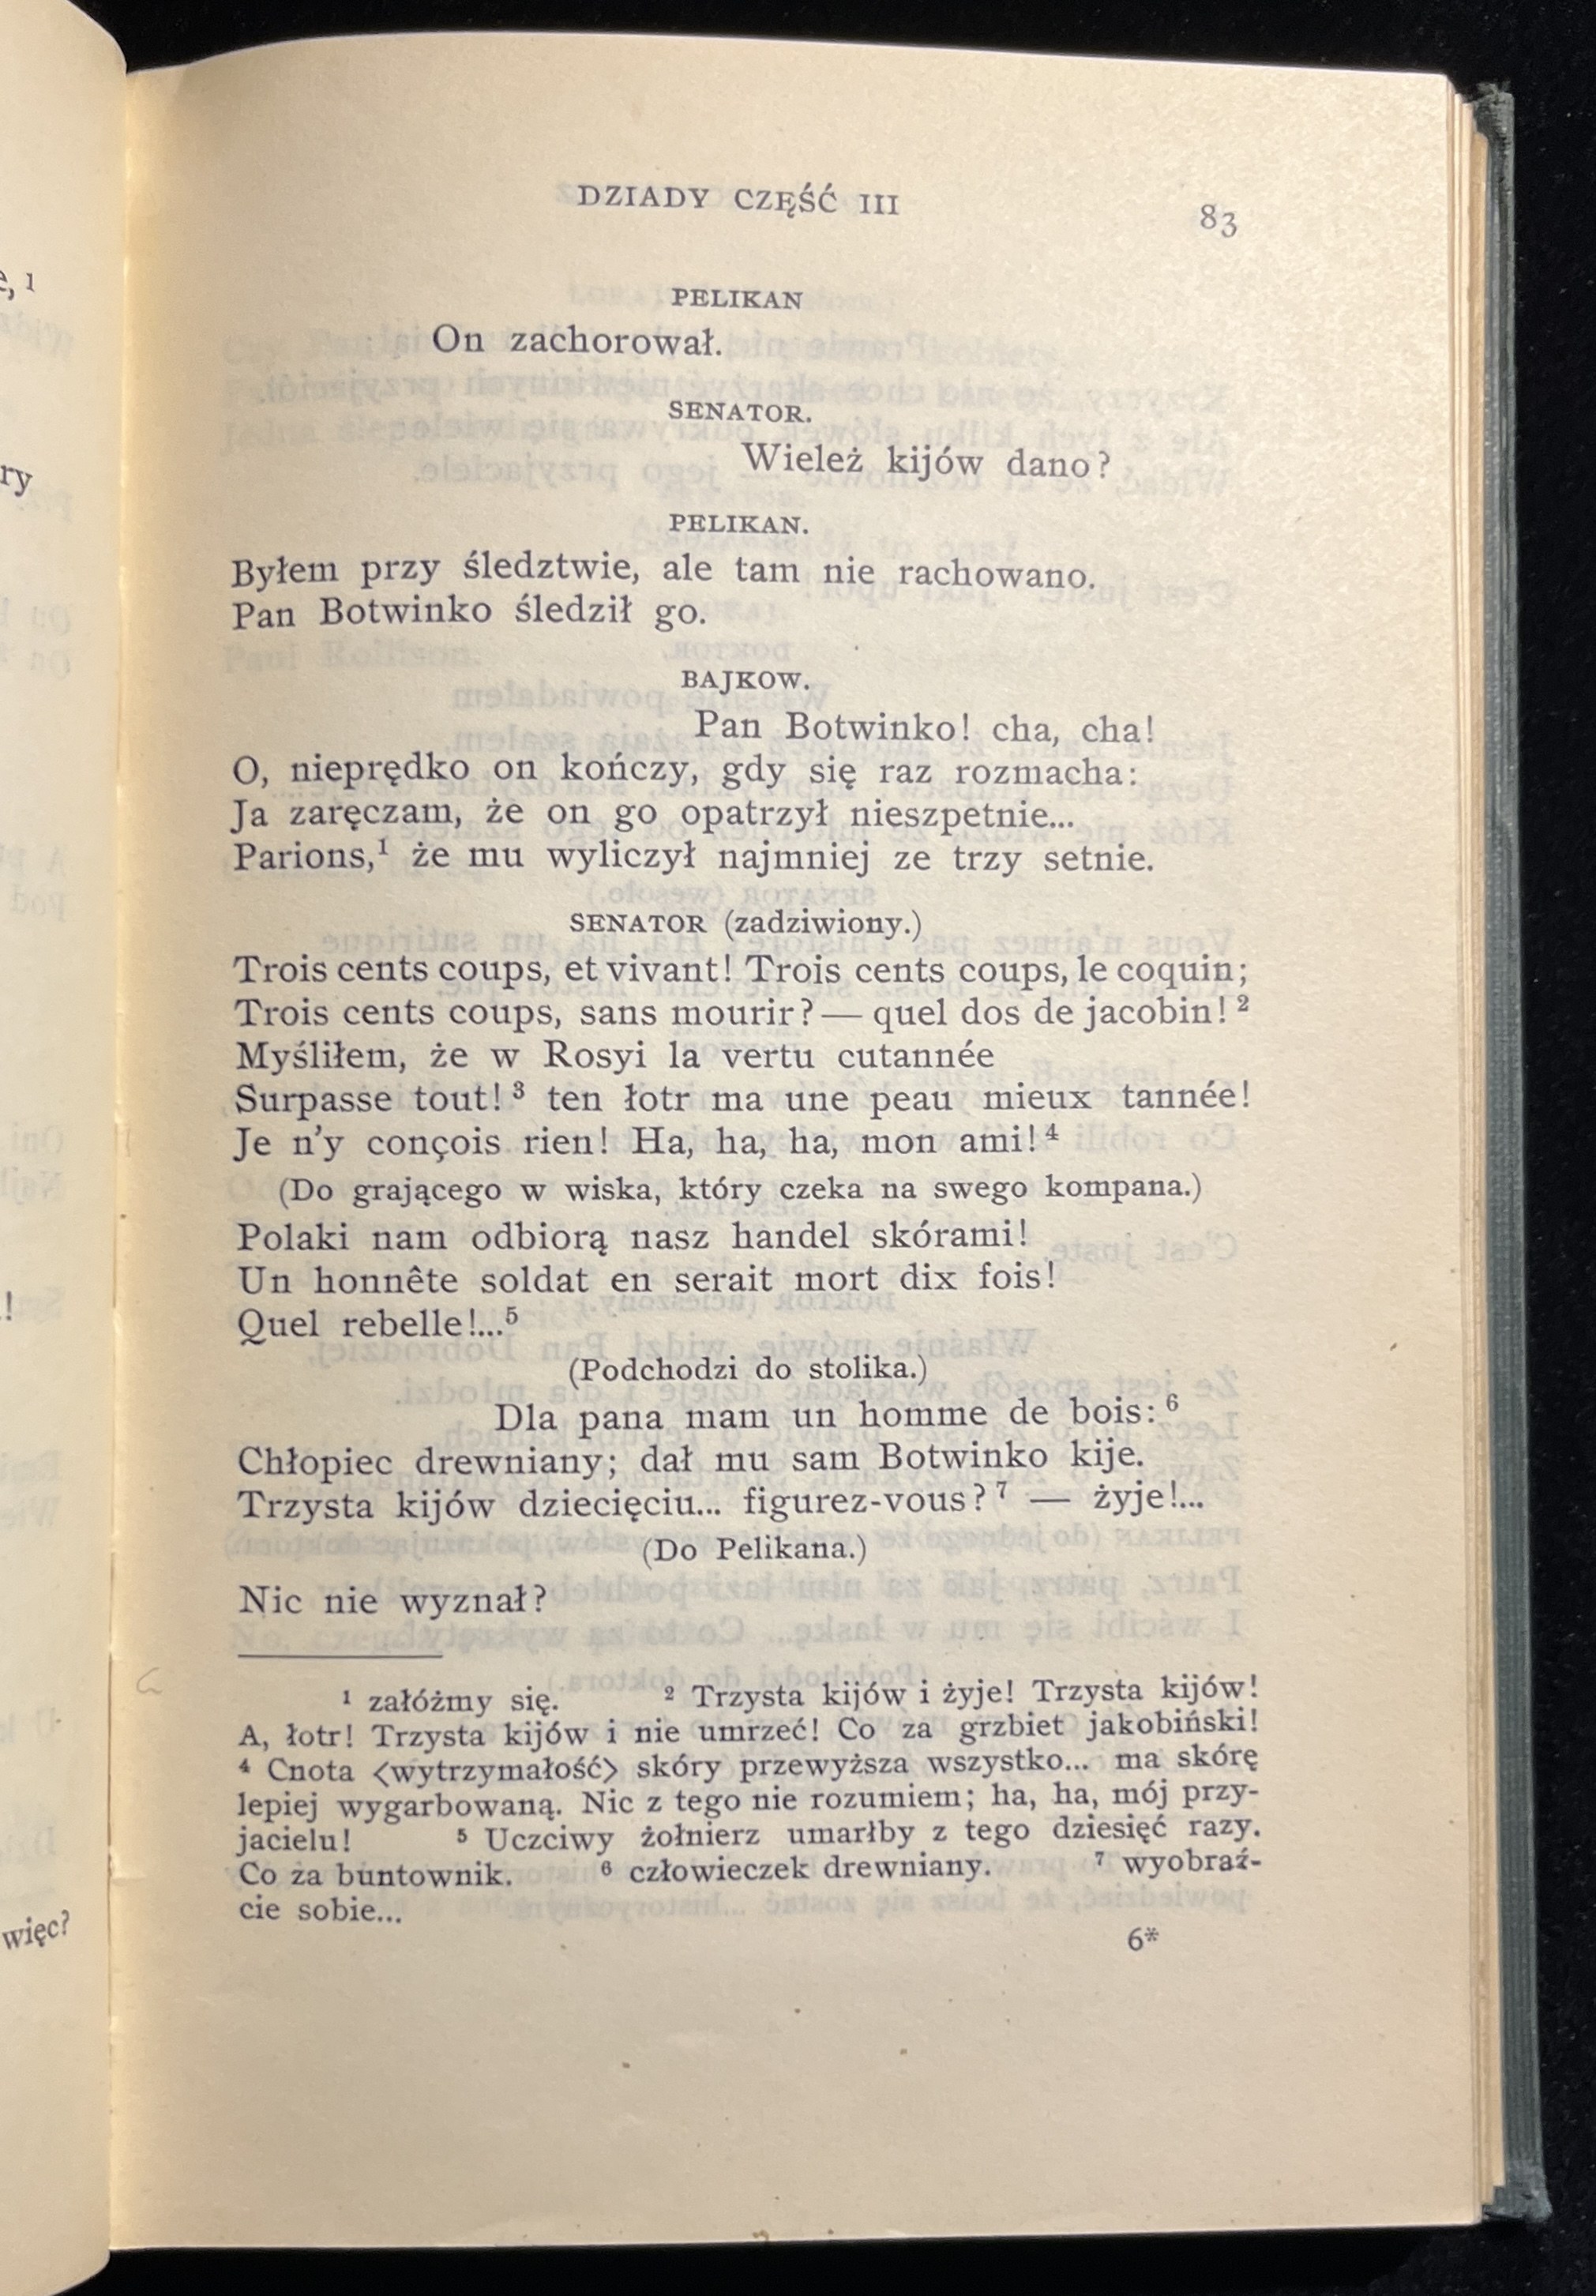 DZIADY CZĘŚĆ III
83
PELIKAN
On zachorował.
SENATOR.
Wieleż kijów dano?
PELIKAN.
Byłem przy śledztwie, ale tam nie rachowano.
Pan Botwinko śledził go.
BAJKOW.
Pan Botwinko! cha, cha!
O, nieprędko on kończy, gdy się raz rozmacha:
Ja zaręczam, że on go opatrzył nieszpetnie...
Parions,¹ że mu wyliczył najmniej ze trzy setnie.
SENATOR (zadziwiony.)
Trois cents coups, et vivant! Trois cents coups, le coquin;
Trois cents coups, sans mourir? — quel dos de jacobin!²
Myśliłem, że w Rosyi la vertu cutannée
Surpasse tout!³ ten łotr ma une peau mieux tannée!
Je n'y conçois rien! Ha, ha, ha, mon ami!⁴
(Do grającego w wiska, który czeka na swego kompana.)
Polaki nam odbiorą nasz handel skórami!
Un honnête soldat en serait mort dix fois!
Quel rebelle!...⁵
(Podchodzi do stolika.)
Dla pana mam un homme de bois:⁶
Chłopiec drewniany; dał mu sam Botwinko kije.
Trzysta kijów dziecięciu... figurez-vous?⁷ — żyje!...
(Do Pelikana.)
Nic nie wyznał?
¹ załóżmy się. ² Trzysta kijów i żyje! Trzysta kijów!
A, łotr! Trzysta kijów i nie umrzeć! Co za grzbiet jakobiński!
⁴ Cnota <wytrzymałość> skóry przewyższa wszystko... ma skórę
lepiej wygarbowaną. Nic z tego nie rozumiem; ha, ha, mój przy-
jacielu! ⁵ Uczciwy żołnierz umarłby z tego dziesięć razy.
Co za buntownik. ⁶ człowieczek drewniany. ⁷ wyobraź-
cie sobie...
6*
e, 1
ry
!
więc?